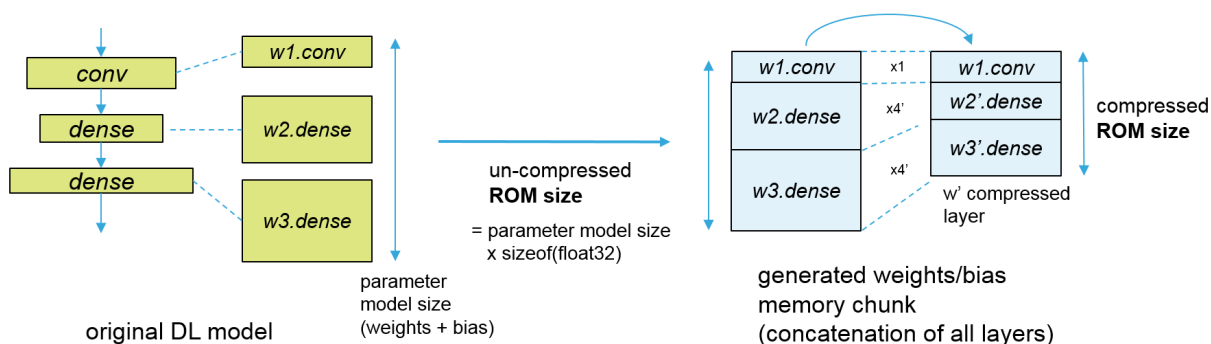 conv
dense
dense
original DL model
w1.conv
w2.dense
w3.dense
parameter
model size
(weights + bias)
un-compressed
ROM size
= parameter model size
x sizeof(float32)
w1.conv
w2.dense
w3.dense
x1
x4'
x4'
w1.conv
w2'.dense
w3'.dense
w' compressed
layer
compressed
ROM size
generated weights/bias
memory chunk
(concatenation of all layers)